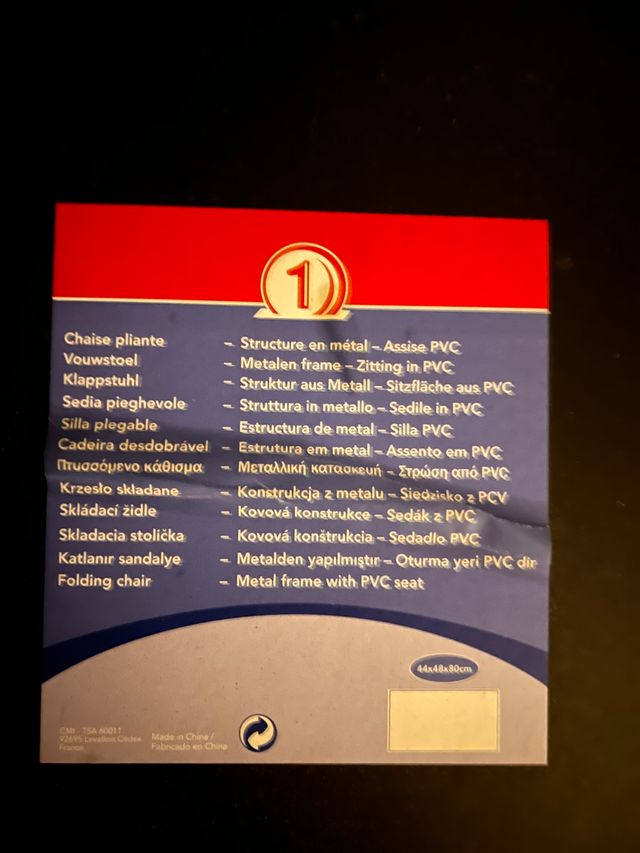 1
Chaise pliante – Structure en métal – Assise PVC
Vouwstoel – Metalen frame – Zitting in PVC
Klappstuhl – Struktur aus Metall – Sitzfläche aus PVC
Sedia pieghevole – Struttura in metallo – Sedile in PVC
Silla plegable – Estructura de metal – Silla PVC
Cadeira desdobrável – Estrutura em metal – Assento em PVC
Πτυσσόμενο κάθισμα – Μεταλλική κατασκευή – Στρώση από PVC
Krzesło składane – Konstrukcja z metalu – Siedzisko z PCV
Skládací židle – Kovová konstrukce – Sedák z PVC
Skladacia stolička – Kovová konštrukcia – Sedadlo PVC
Katlanır sandalye – Metalden yapılmıştır – Oturma yeri PVC dir
Folding chair – Metal frame with PVC seat
44x48x80cm
CMI - TSA 60011
92695 Levallois Cedex
France
Made in China /
Fabricado en China